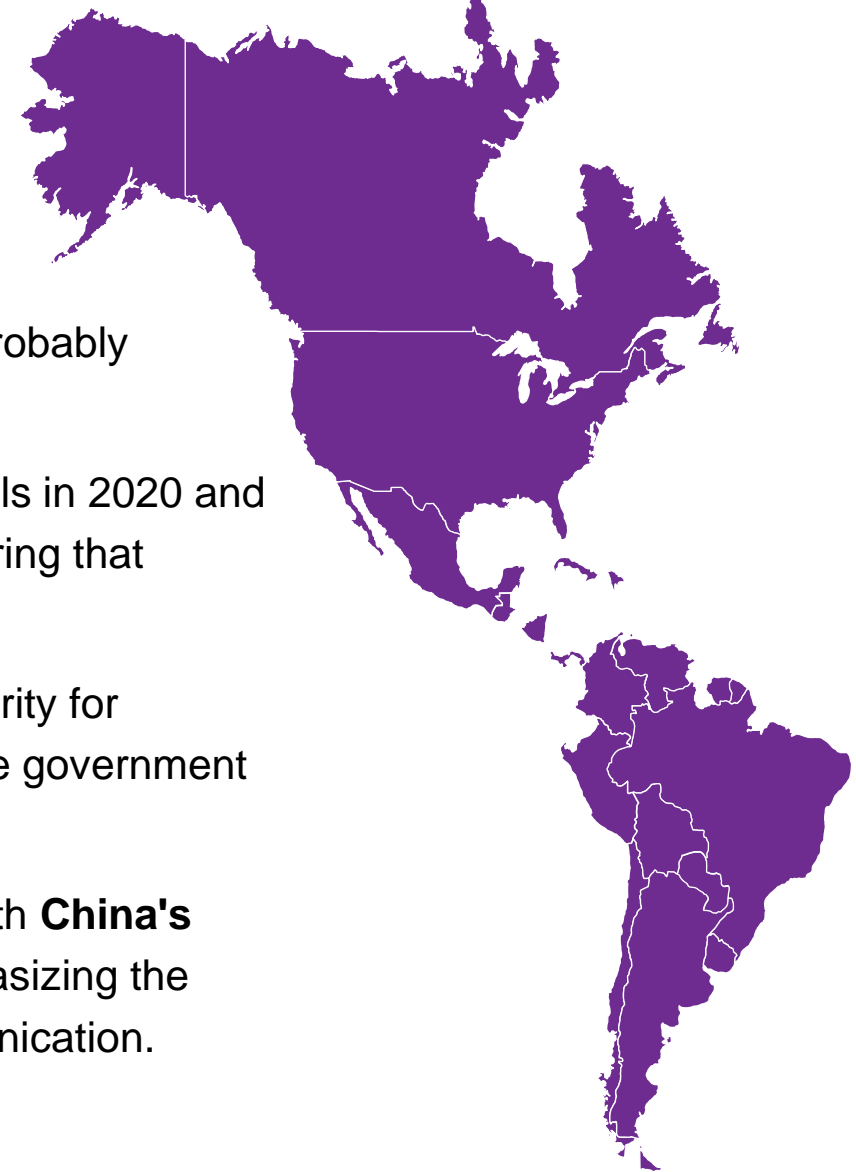 robably
ls in 2020 and
ring that
rity for
e government
th China's
asizing the
nication.